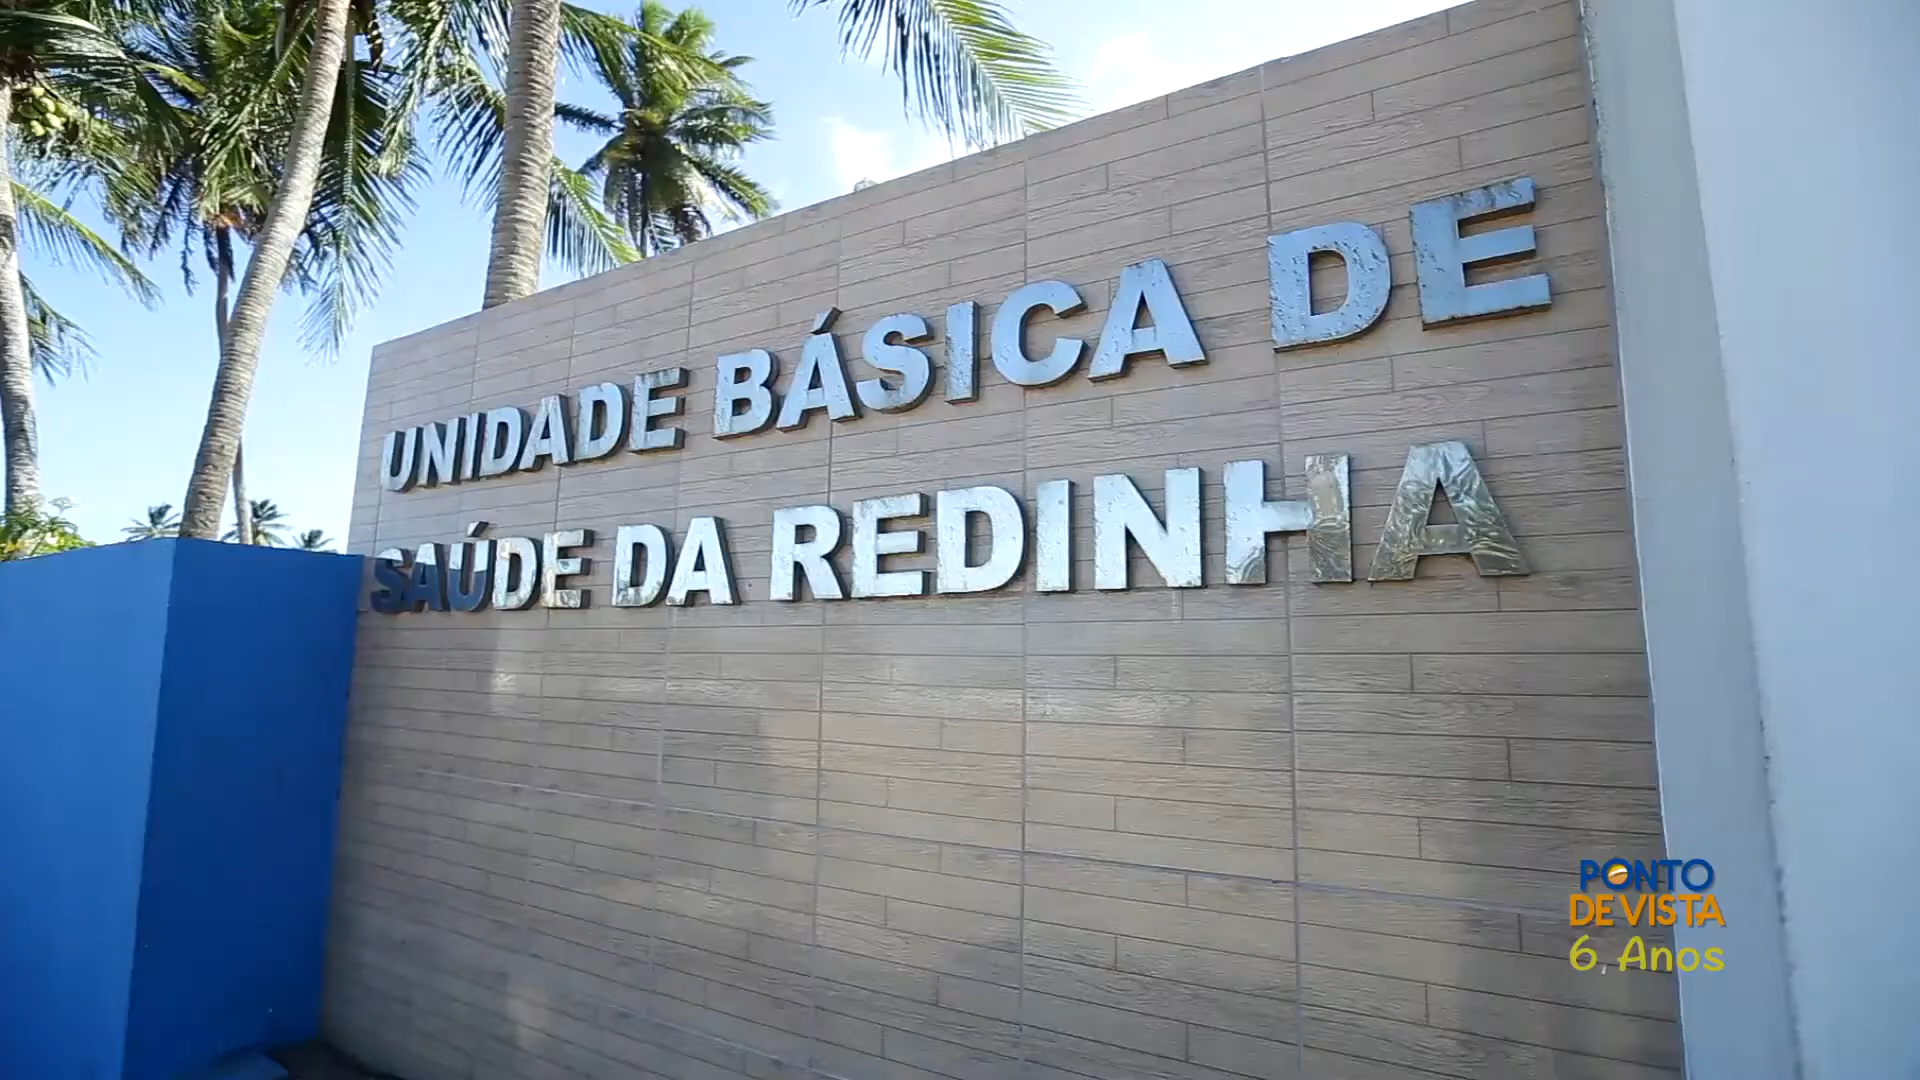 UNIDADE BÁSICA DE
SAÚDE DA REDINHA
PONTO
DE VISTA
6 Anos